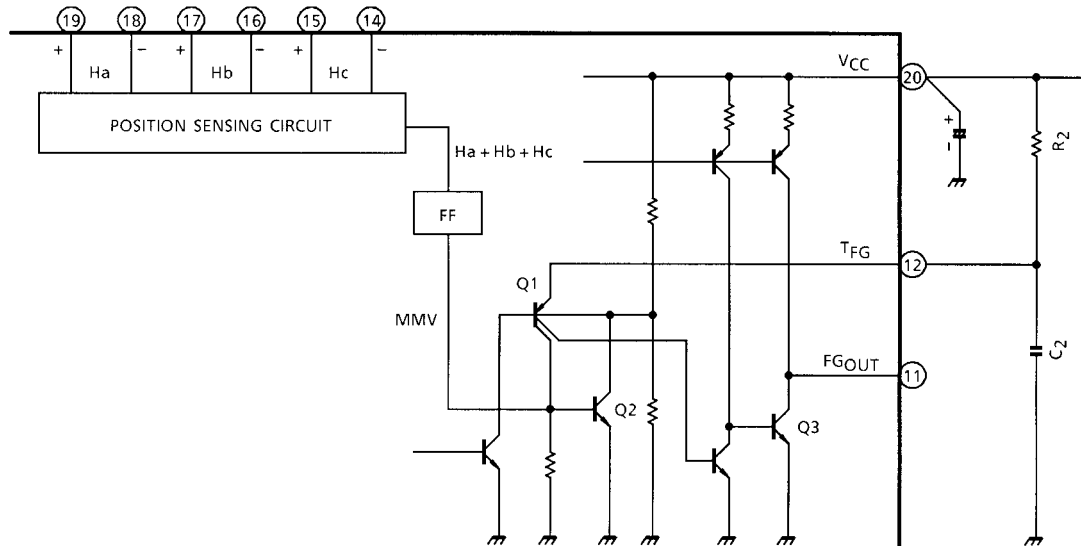 19 18 17 16 15 14
+ − + − + −
Ha Hb Hc
VCC
20
POSITION SENSING CIRCUIT
+
−
R2
Ha + Hb + Hc
FF
TFG
12
Q1
MMV
C2
FGOUT
11
Q2
Q3